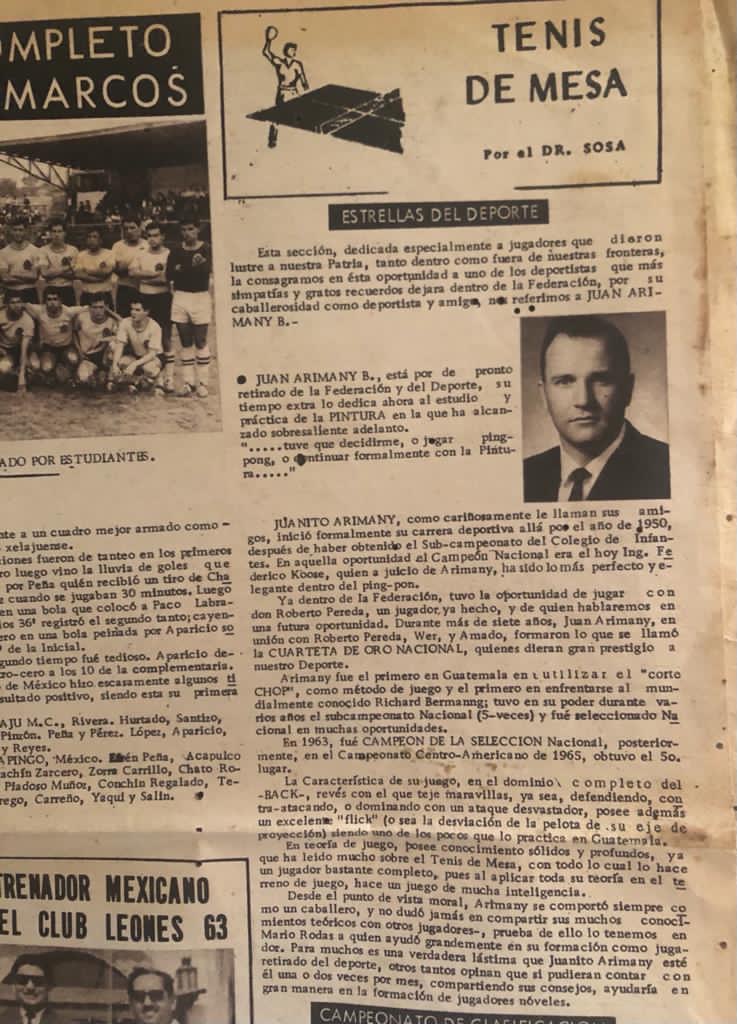 OMPLETO
MARCOS
ADO POR ESTUDIANTES.
nte a un cuadro mejor armado como -
xelajuense.
ciones fueron de tanteo en los primeros
ro luego vino la lluvia de goles que
por Peña quién recibió un tiro de Cha
e cuando se jugaban 30 minutos. Luego
en una bola que colocó a Paco Labra-
los 36' registró el segundo tanto; cayen-
ero en una bola peinada por Aparicio so
de la Inicial.
gundo tiempo fué tedioso. Aparicio de-
ro-cero a los 10 de la complementaria.
de México hizo escasamente algunos ti
sultado positivo, siendo esta su primera
AJU M.C., Rivera. Hurtado, Santizo,
Pinzón. Peña y Pérez. López, Aparicio,
y Reyes.
APINGO, México. Efrén Peña, Acapulco
achín Zarcero, Zorra Carrillo, Chato Ro-
Piadoso Muñoz, Conchin Regalado, Te-
rego, Carreño, Yaqui y Salin.
TRENADOR MEXICANO
EL CLUB LEONES 63
TENIS
DE MESA
Por el DR. SOSA
ESTRELLAS DEL DEPORTE
Esta sección, dedicada especialmente a jugadores que dieron
lustre a nuestra Patria, tanto dentro como fuera de nuestras fronteras,
la consagramos en ésta oportunidad a uno de los deportistas que más
simpatías y gratos recuerdos dejara dentro de la Federación, por su
caballerosidad como deportista y amigo, nos referimos a JUAN ARI-
MANY B.-
● JUAN ARIMANY B., está por de pronto
retirado de la Federación y del Deporte, su
tiempo extra lo dedica ahora al estudio y
práctica de la PINTURA en la que ha alcan-
zado sobresaliente adelanto.
".....tuve que decidirme, o jugar ping-
pong, o continuar formalmente con la Pintu-
ra....."
JUANITO ARIMANY, como cariñosamente le llaman sus ami-
gos, inició formalmente su carrera deportiva allá por el año de 1950,
después de haber obtenido el Sub-campeonato del Colegio de Infan-
tes. En aquella oportunidad el Campeón Nacional era el hoy Ing. Fe
derico Koose, quien a juicio de Arimany, ha sido lo más perfecto y e-
legante dentro del ping-pon.
Ya dentro de la Federación, tuvo la oportunidad de jugar con
don Roberto Pereda, un jugador ya hecho, y de quien hablaremos en
una futura oportunidad. Durante más de siete años, Juan Arimany, en
unión con Roberto Pereda, Wer, y Amado, formaron lo que se llamó
la CUARTETA DE ORO NACIONAL, quienes dieran gran prestigio a
nuestro Deporte.
Arimany fue el primero en Guatemala en utilizar el "corte
CHOP", como método de juego y el primero en enfrentarse al mun-
dialmente conocido Richard Bermanng; tuvo en su poder durante va-
rios años el subcampeonato Nacional (5-veces) y fué seleccionado Na
cional en muchas oportunidades.
En 1963, fué CAMPEON DE LA SELECCION Nacional, posterior-
mente, en el Campeonato Centro-Americano de 1965, obtuvo el 5o.
lugar.
La Característica de su juego, en el dominio completo del
-BACK-, revés con el que teje maravillas, ya sea, defendiendo, con
tra-atacando, o dominando con un ataque devastador, posee además
un excelente "flick" (o sea la desviación de la pelota de su eje de
proyección) siendo uno de los pocos que lo practica en Guatemala.
En teoría de juego, posee conocimiento sólidos y profundos, ya
que ha leído mucho sobre el Tenis de Mesa, con todo lo cual lo hace
un jugador bastante completo, pues al aplicar toda su teoría en el te
rreno de juego, hace un juego de mucha inteligencia.
Desde el punto de vista moral, Arimany se comportó siempre co
mo un caballero, y no dudó jamás en compartir sus muchos conoci-
mientos teóricos con otros jugadores-, prueba de ello lo tenemos en
Mario Rodas a quien ayudó grandemente en su formación como juga-
dor. Para muchos es una verdadera lástima que Juanito Arimany esté
retirado del deporte, otros tantos opinan que si pudieran contar con
él una o dos veces por mes, compartiendo sus consejos, ayudaría en
gran manera en la formación de jugadores nóveles.
CAMPEONATO DE CLASIFICACION